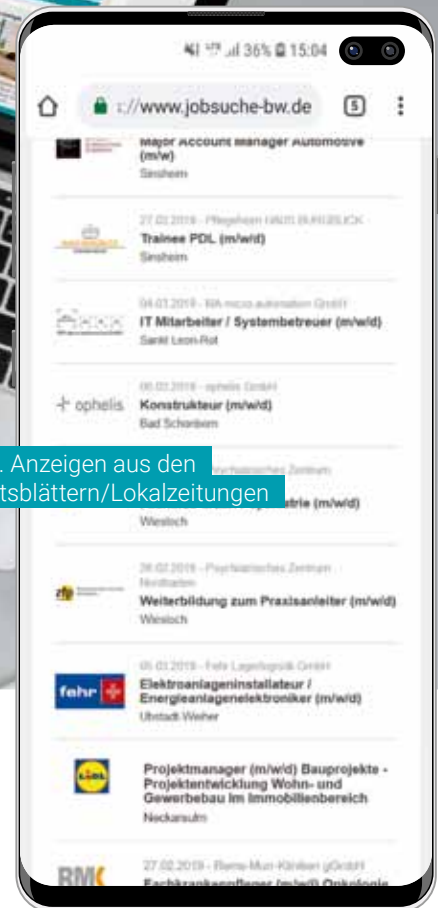 36% 15:04
://www.jobsuche-bw.de 5
Major Account Manager Automotive
(m/w)
Sinsheim
27.02.2019 - Pflegeheim HAUS BURGBLICK
Trainee PDL (m/w/d)
Sinsheim
04.03.2019 - MA micro automation GmbH
IT Mitarbeiter / Systembetreuer (m/w/d)
Sankt Leon-Rot
05.03.2019 - ophelis GmbH
ophelis
Konstrukteur (m/w/d)
Bad Schönborn
. Anzeigen aus den
tsblättern/Lokalzeitungen
Psychiatrisches Zentrum
trie (m/w/d)
Wiesloch
26.02.2019 - Psychiatrisches Zentrum
Nordbaden
Weiterbildung zum Praxisanleiter (m/w/d)
Wiesloch
05.03.2019 - Fehr Lagerlogistik GmbH
fehr
Elektroanlageninstallateur /
Energieanlagenelektroniker (m/w/d)
Ubstadt-Weiher
LIDL
Projektmanager (m/w/d) Bauprojekte -
Projektentwicklung Wohn- und
Gewerbebau im Immobilienbereich
Neckarsulm
27.02.2019 - Rems-Murr-Kliniken gGmbH
RMK
Fachkrankenpfleger (m/w/d) Onkologie